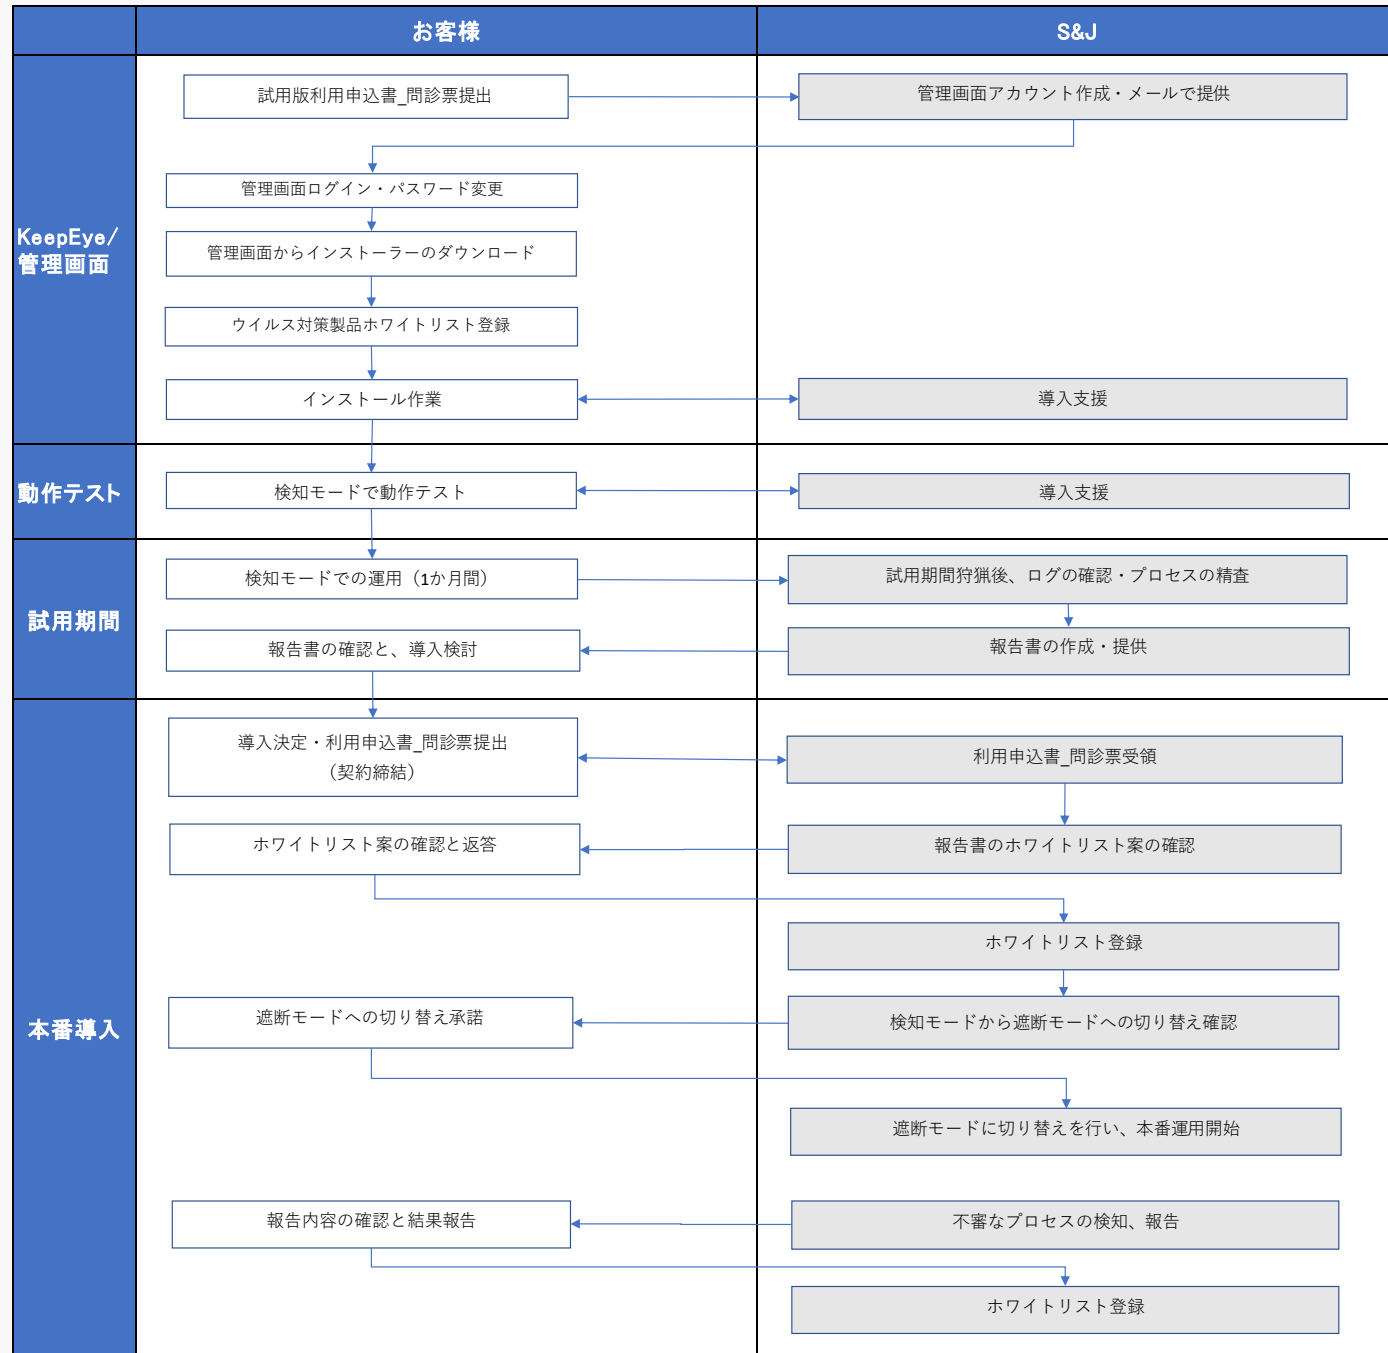 お客様
S&J
KeepEye/
管理画面
試用版利用申込書_問診票提出
管理画面アカウント作成・メールで提供
管理画面ログイン・パスワード変更
管理画面からインストーラーのダウンロード
ウイルス対策製品ホワイトリスト登録
インストール作業
導入支援
動作テスト
検知モードで動作テスト
導入支援
試用期間
検知モードでの運用（1か月間）
試用期間狩猟後、ログの確認・プロセスの精査
報告書の確認と、導入検討
報告書の作成・提供
本番導入
導入決定・利用申込書_問診票提出
（契約締結）
利用申込書_問診票受領
ホワイトリスト案の確認と返答
報告書のホワイトリスト案の確認
ホワイトリスト登録
遮断モードへの切り替え承諾
検知モードから遮断モードへの切り替え確認
遮断モードに切り替えを行い、本番運用開始
報告内容の確認と結果報告
不審なプロセスの検知、報告
ホワイトリスト登録